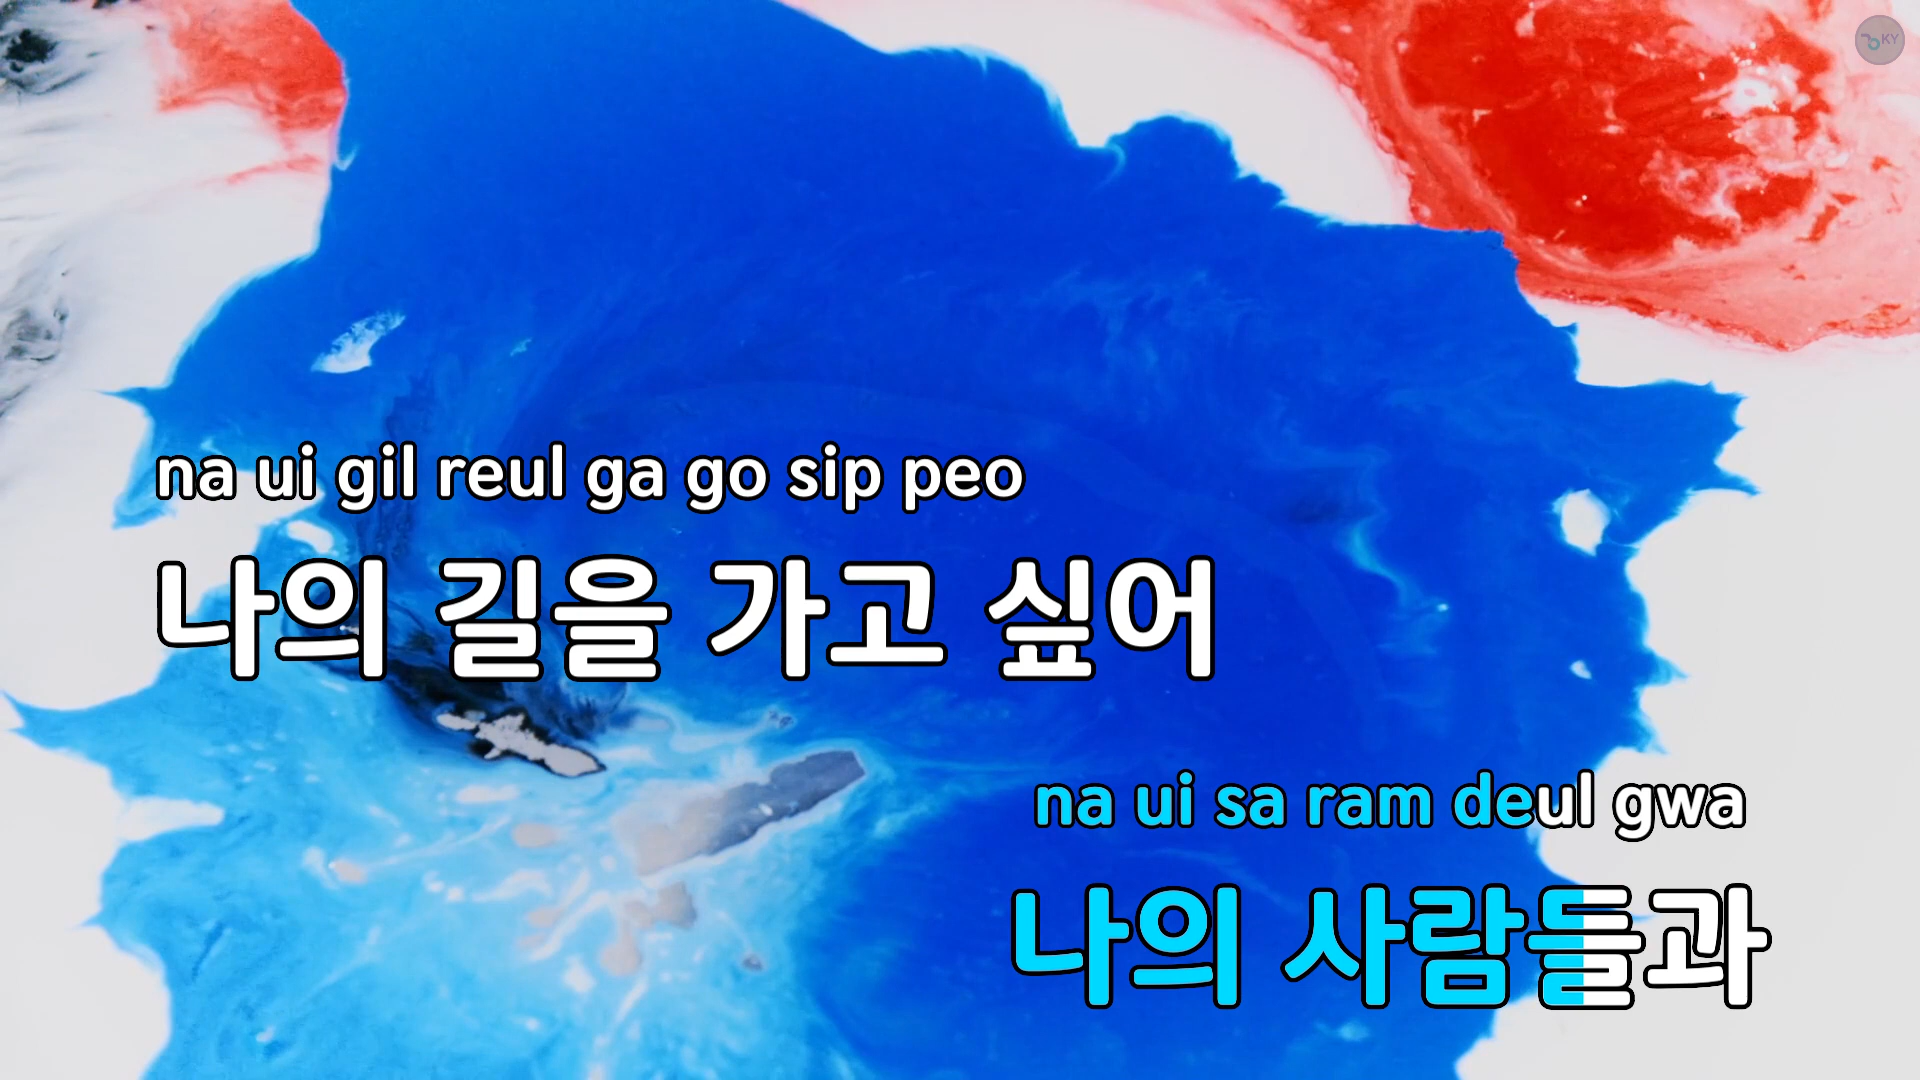 KY
na ui gil reul ga go sip peo
나의 길을 가고 싶어
na ui sa ram deul gwa
나의 사람들과